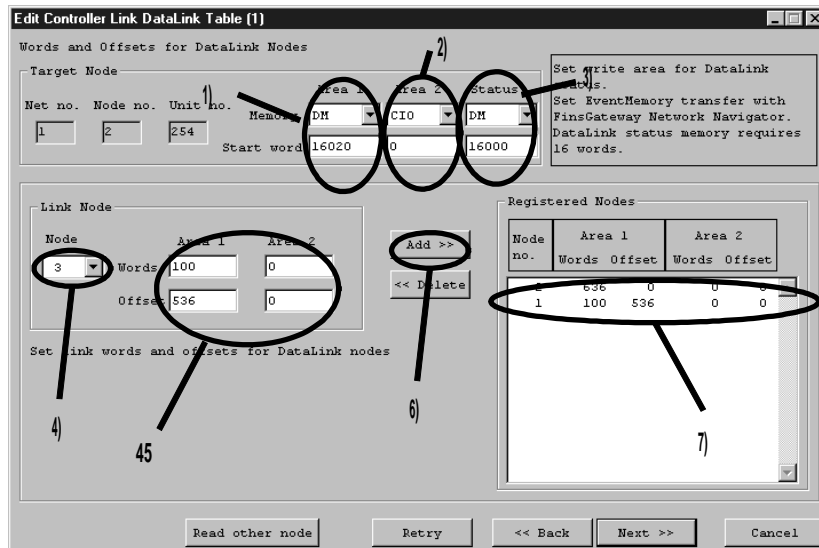 Edit Controller Link DataLink Table (1)
Words and Offsets for DataLink Nodes
2)
Target Node
1)
3)
Net no. Node no. Unit no.
1 2 254
Area 1 Area 2 Status
Memory DM CIO DM
Start word 16020 0 16000
Set write area for DataLink
status.
Set EventMemory transfer with
FinsGateway Network Navigator.
DataLink status memory requires
16 words.
Link Node
Node Area 1 Area 2
3 Words 100 0
Offset 536 0
Set link words and offsets for DataLink nodes
4)
45
Add >>
<< Delete
6)
Registered Nodes
Node no. Area 1 Area 2
Words Offset Words Offset
2 636 0 0 0
1 100 536 0 0
7)
Read other node Retry << Back Next >> Cancel